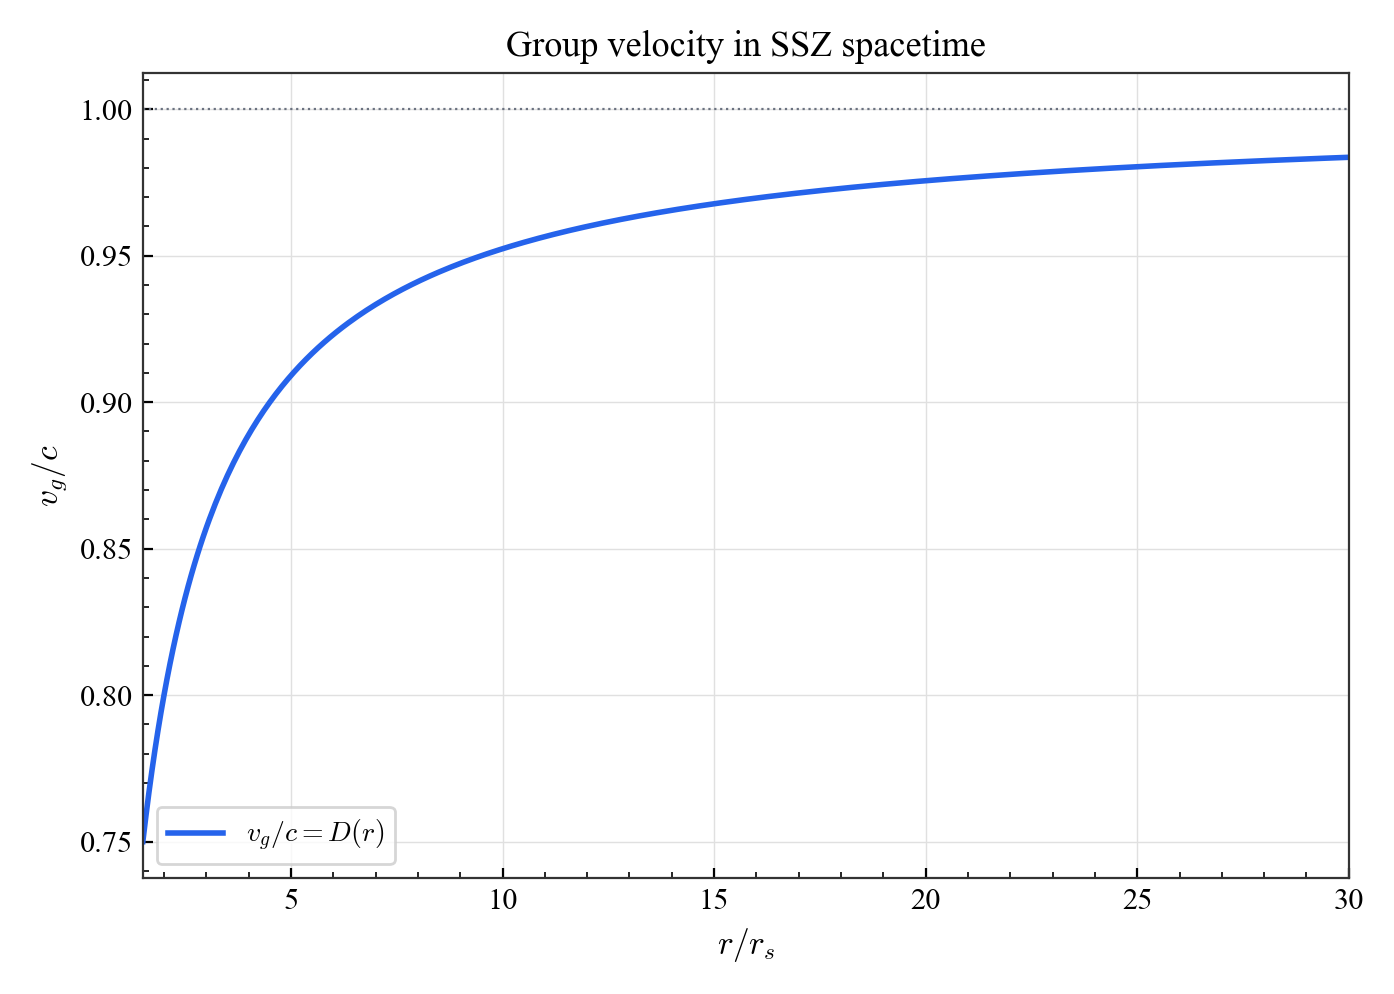 Group velocity in SSZ spacetime
1.00
0.95
0.90
0.85
0.80
0.75
v_g/c
v_g/c = D(r)
5 10 15 20 25 30
r/r_s